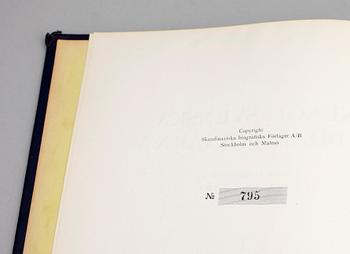 Copyright
Skandinaviska biografiska Förlaget A/B
Stockholm och Malmö
№ 795